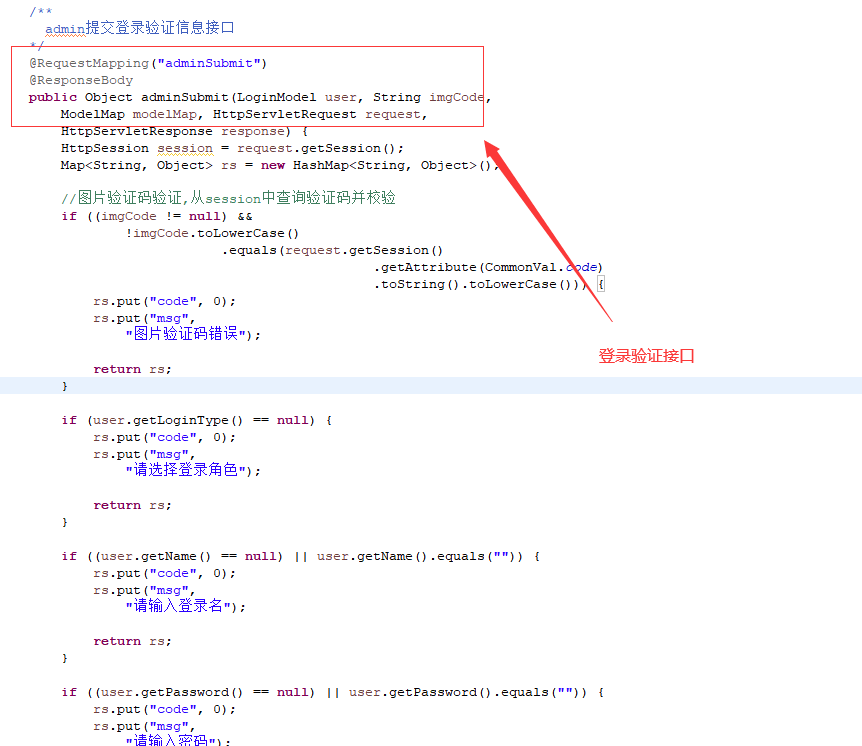 /**
admin提交登录验证信息接口
*/
@RequestMapping("adminSubmit")
@ResponseBody
public Object adminSubmit(LoginModel user, String imgCode,
ModelMap modelMap, HttpServletRequest request,
HttpServletResponse response) {
HttpSession session = request.getSession();
Map<String, Object> rs = new HashMap<String, Object>();
//图片验证码验证,从session中查询验证码并校验
if ((imgCode != null) &&
!imgCode.toLowerCase()
.equals(request.getSession()
.getAttribute(CommonVal.code)
.toString().toLowerCase())) {
rs.put("code", 0);
rs.put("msg",
"图片验证码错误");
登录验证接口
return rs;
}
if (user.getLoginType() == null) {
rs.put("code", 0);
rs.put("msg",
"请选择登录角色");
return rs;
}
if ((user.getName() == null) || user.getName().equals("")) {
rs.put("code", 0);
rs.put("msg",
"请输入登录名");
return rs;
}
if ((user.getPassword() == null) || user.getPassword().equals("")) {
rs.put("code", 0);
rs.put("msg",
"请输入密码");